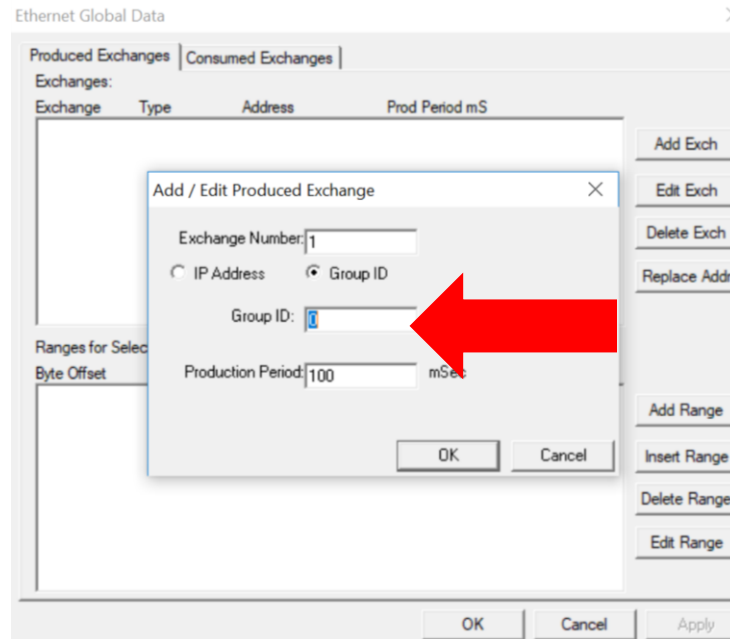 Ethernet Global Data
Produced Exchanges Consumed Exchanges
Exchanges:
Exchange Type Address Prod Period mS
Add Exch
Edit Exch
Delete Exch
Replace Addr
Add / Edit Produced Exchange
Exchange Number: 1
IP Address Group ID
Group ID: 0
Production Period: 100 mSec
OK Cancel
Ranges for Selec
Byte Offset
Add Range
Insert Range
Delete Range
Edit Range
OK Cancel Apply